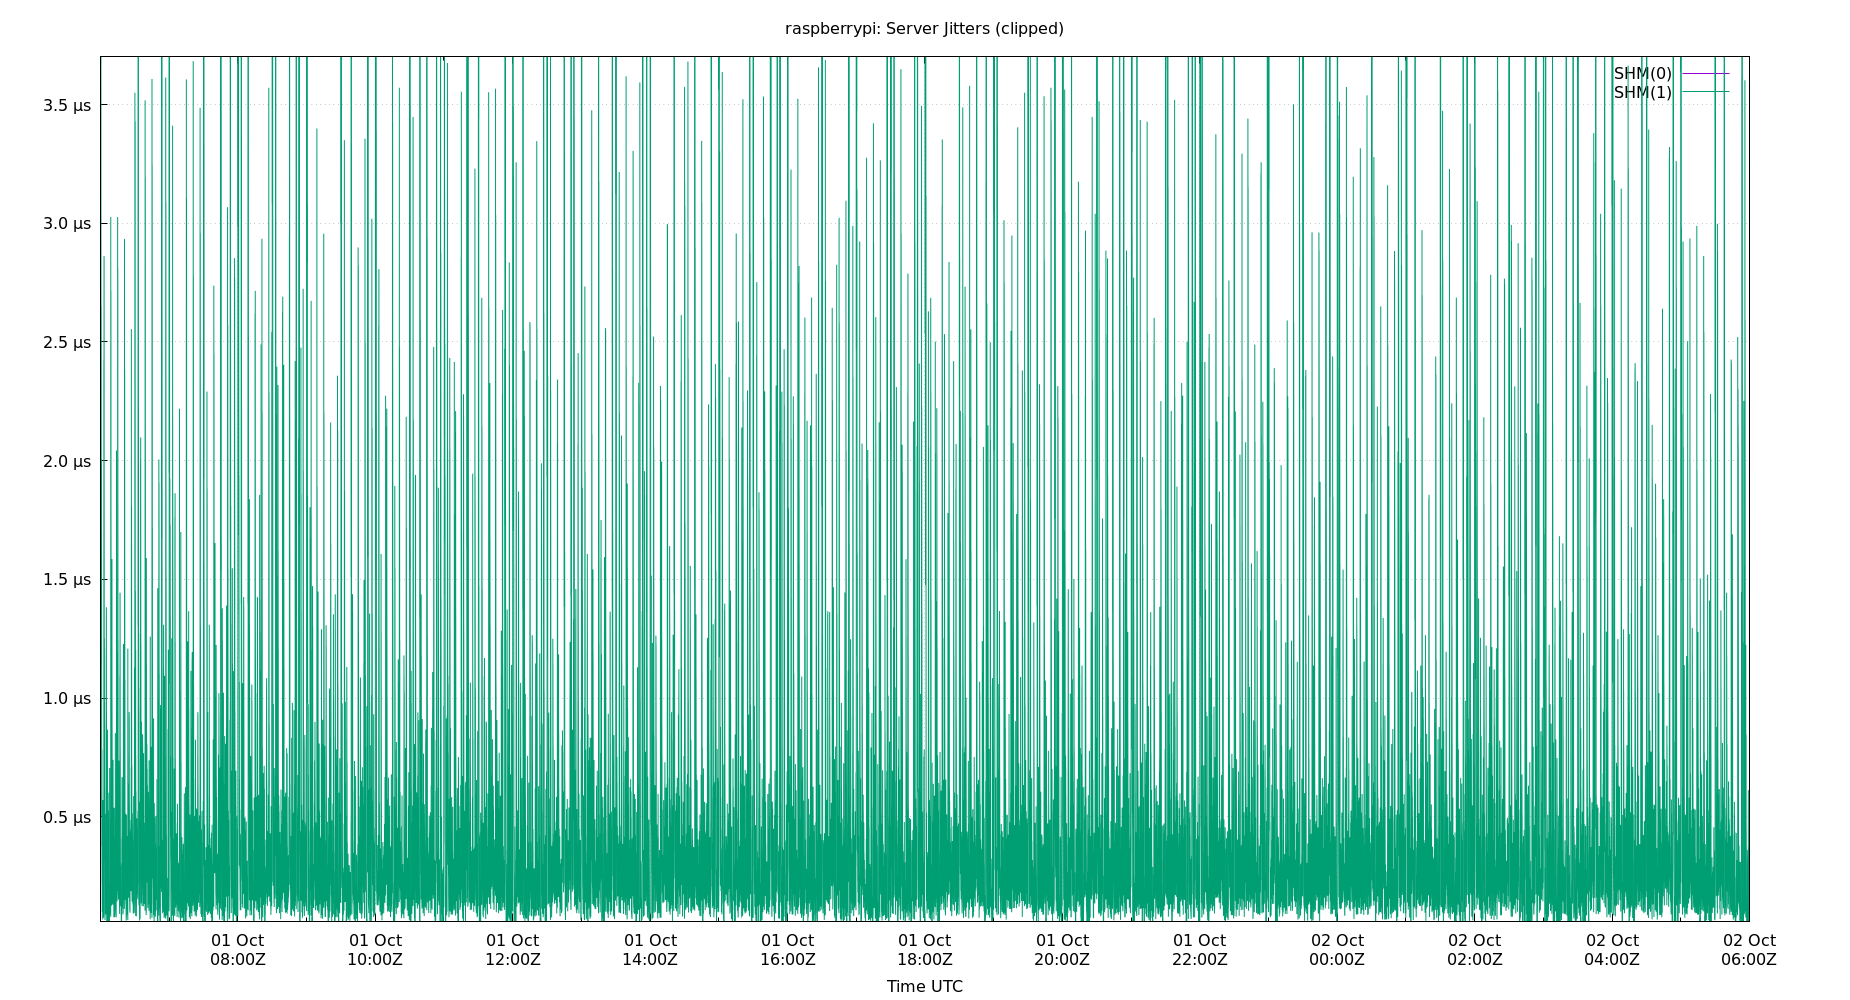 raspberrypi: Server Jitters (clipped)
SHM(0)
SHM(1)
3.5 µs
3.0 µs
2.5 µs
2.0 µs
1.5 µs
1.0 µs
0.5 µs
01 Oct 01 Oct 01 Oct 01 Oct 01 Oct 01 Oct 01 Oct 01 Oct 02 Oct 02 Oct 02 Oct 02 Oct
08:00Z 10:00Z 12:00Z 14:00Z 16:00Z 18:00Z 20:00Z 22:00Z 00:00Z 02:00Z 04:00Z 06:00Z
Time UTC